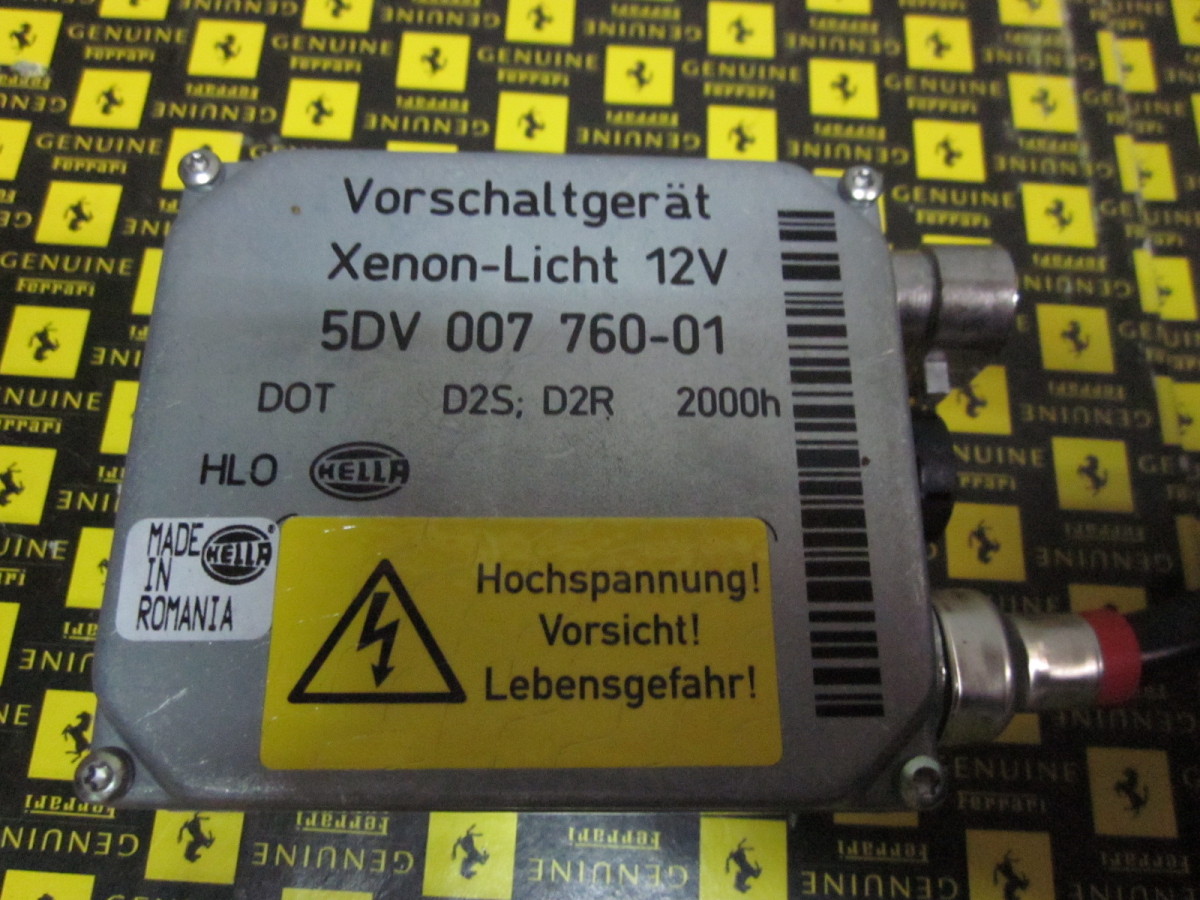 Vorschaltgerät
Xenon-Licht 12V
5DV 007 760-01
DOT D2S; D2R 2000h
HLO HELLA
MADE IN ROMANIA
HELLA
Hochspannung!
Vorsicht!
Lebensgefahr!
GENUINE
Ferrari